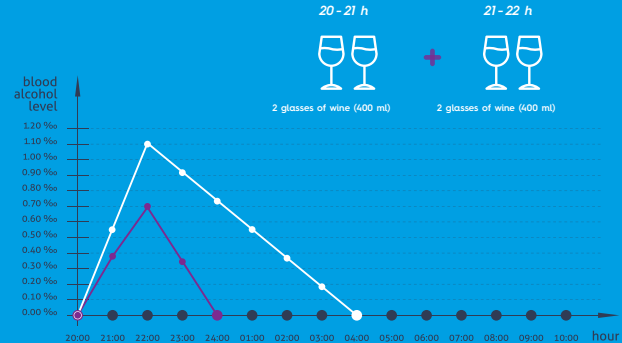 20-21 h
21-22 h
2 glasses of wine (400 ml)
2 glasses of wine (400 ml)
blood
alcohol
level
1.20 ‰
1.10 ‰
1.00 ‰
0.90 ‰
0.80 ‰
0.70 ‰
0.60 ‰
0.50 ‰
0.40 ‰
0.30 ‰
0.20 ‰
0.10 ‰
0.00 ‰
20:00 21:00 22:00 23:00 24:00 01:00 02:00 03:00 04:00 05:00 06:00 07:00 08:00 09:00 10:00 hour